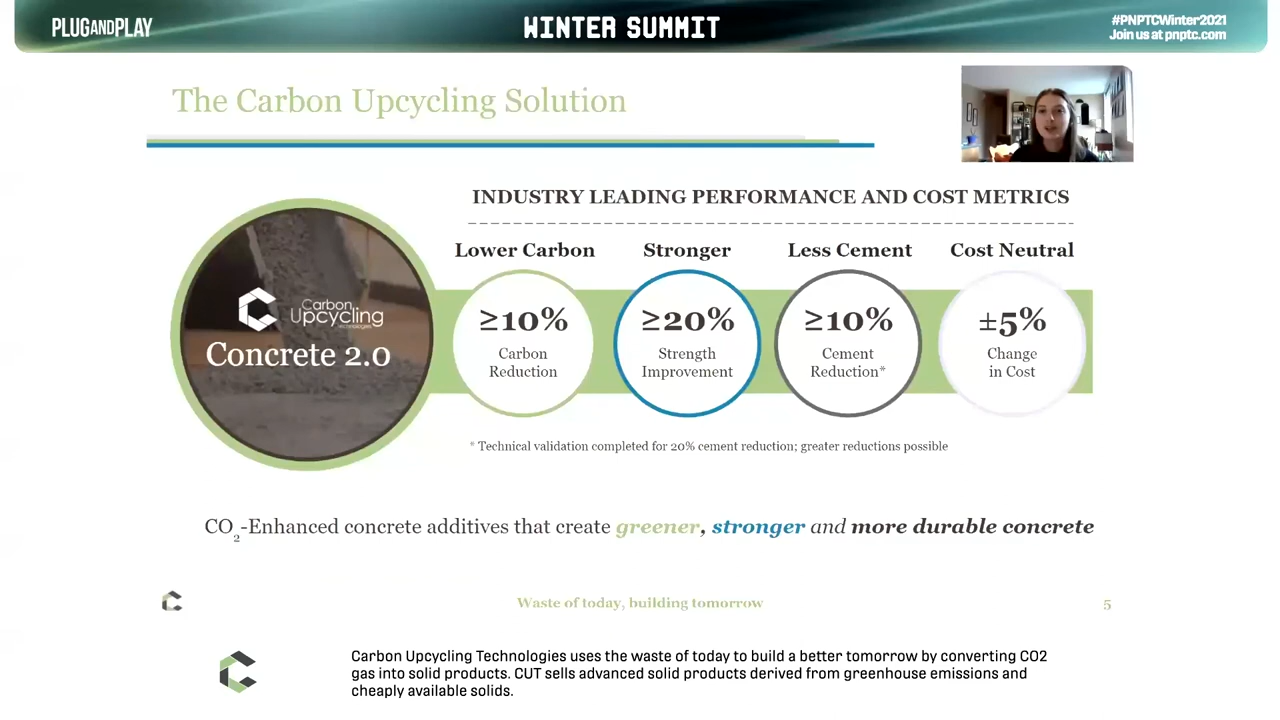 PLUGANDPLAY
WINTER SUMMIT
#PNPTCWinter2021
Join us at pnptc.com
The Carbon Upcycling Solution
INDUSTRY LEADING PERFORMANCE AND COST METRICS
Lower Carbon
Stronger
Less Cement
Cost Neutral
Carbon
Upcycling
Technologies
Concrete 2.0
≥10%
Carbon
Reduction
≥20%
Strength
Improvement
≥10%
Cement
Reduction*
±5%
Change
in Cost
* Technical validation completed for 20% cement reduction; greater reductions possible
CO2-Enhanced concrete additives that create greener, stronger and more durable concrete
Waste of today, building tomorrow
5
Carbon Upcycling Technologies uses the waste of today to build a better tomorrow by converting CO2
gas into solid products. CUT sells advanced solid products derived from greenhouse emissions and
cheaply available solids.